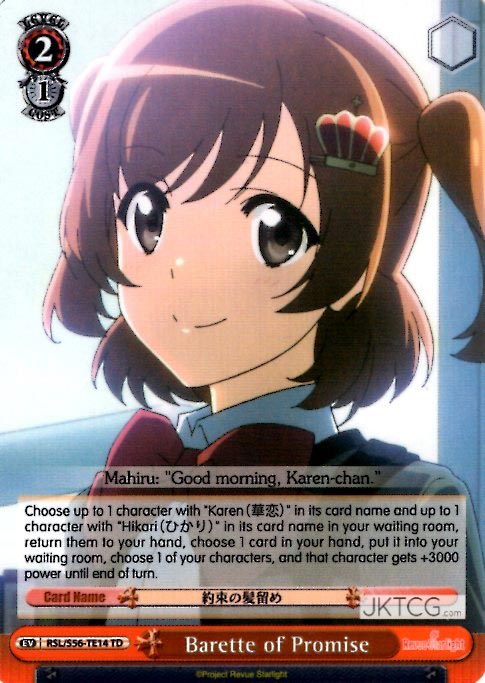 LEVEL
2
1
COST
Mahiru: "Good morning, Karen-chan."
Choose up to 1 character with "Karen(華恋)" in its card name and up to 1
character with "Hikari(ひかり)" in its card name in your waiting room,
return them to your hand, choose 1 card in your hand, put it into your
waiting room, choose 1 of your characters, and that character gets +3000
power until end of turn.
Card Name 約束の髪留め
JKTCG.com
EV RSL/S56-TE14 TD Barette of Promise Revue Starlight
©Project Revue Starlight